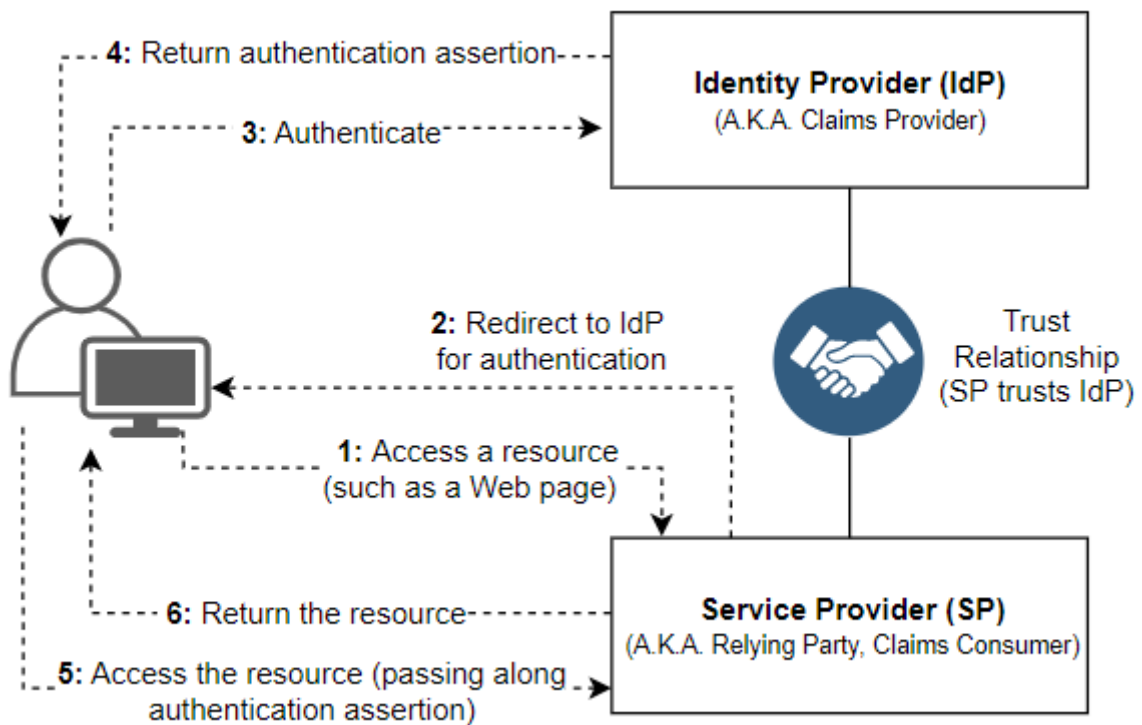 4: Return authentication assertion
Identity Provider (IdP)
(A.K.A. Claims Provider)
3: Authenticate
2: Redirect to IdP
for authentication
Trust
Relationship
(SP trusts IdP)
1: Access a resource
(such as a Web page)
6: Return the resource
Service Provider (SP)
(A.K.A. Relying Party, Claims Consumer)
5: Access the resource (passing along
authentication assertion)